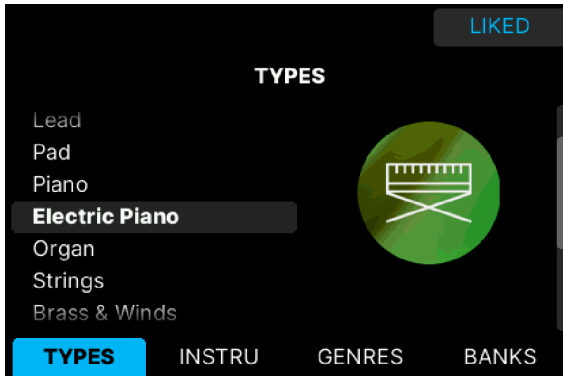 LIKED
TYPES
Lead
Pad
Piano
Electric Piano
Organ
Strings
Brass & Winds
TYPES INSTRU GENRES BANKS